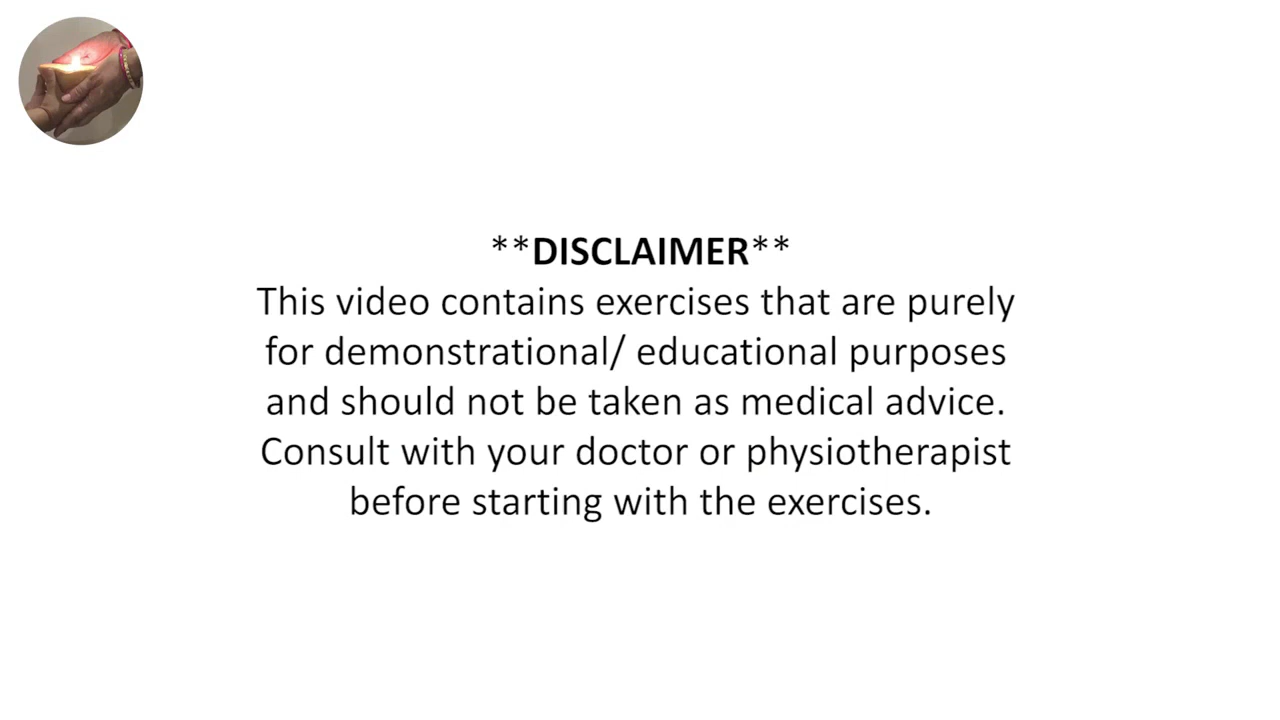 **DISCLAIMER**
This video contains exercises that are purely
for demonstrational/ educational purposes
and should not be taken as medical advice.
Consult with your doctor or physiotherapist
before starting with the exercises.